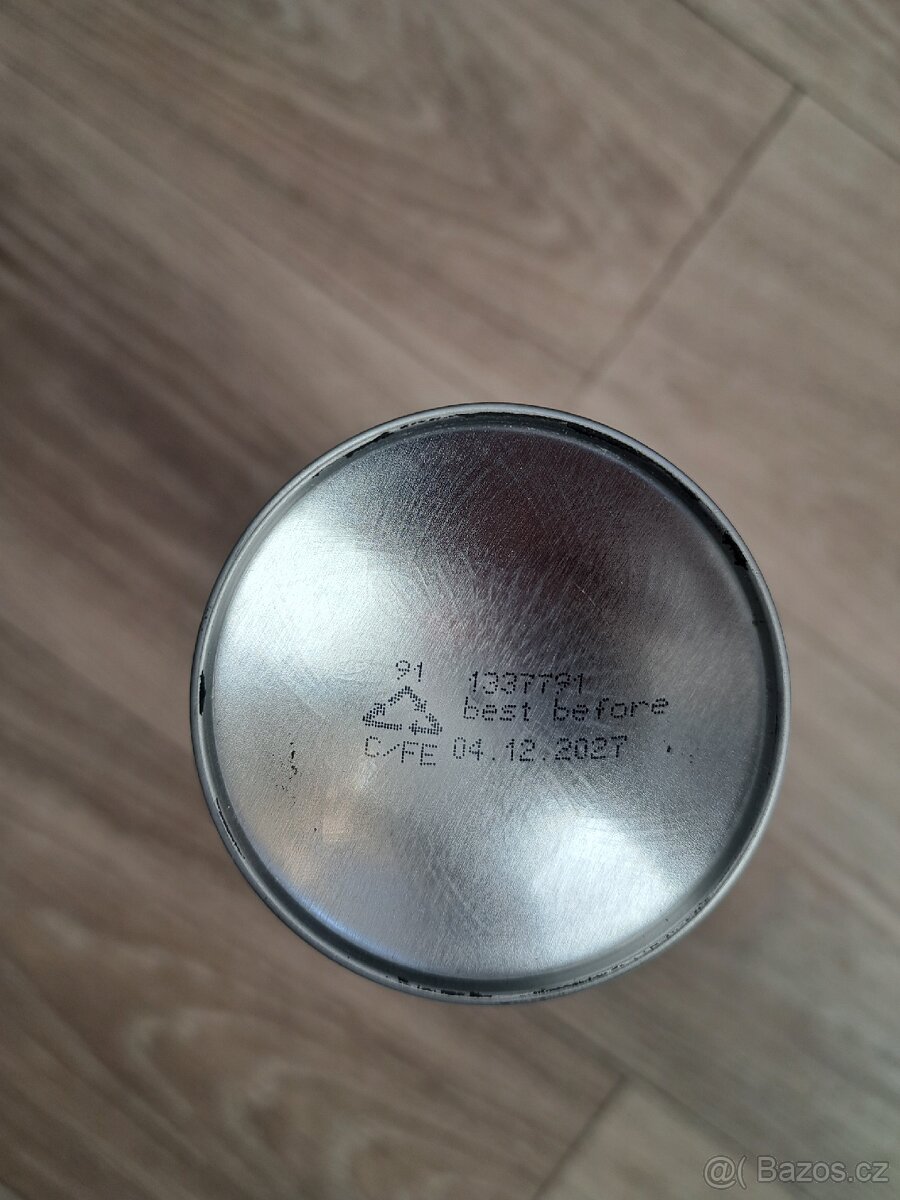 91
1337791
best before
C/FE 04.12.2027
@( Bazos.cz